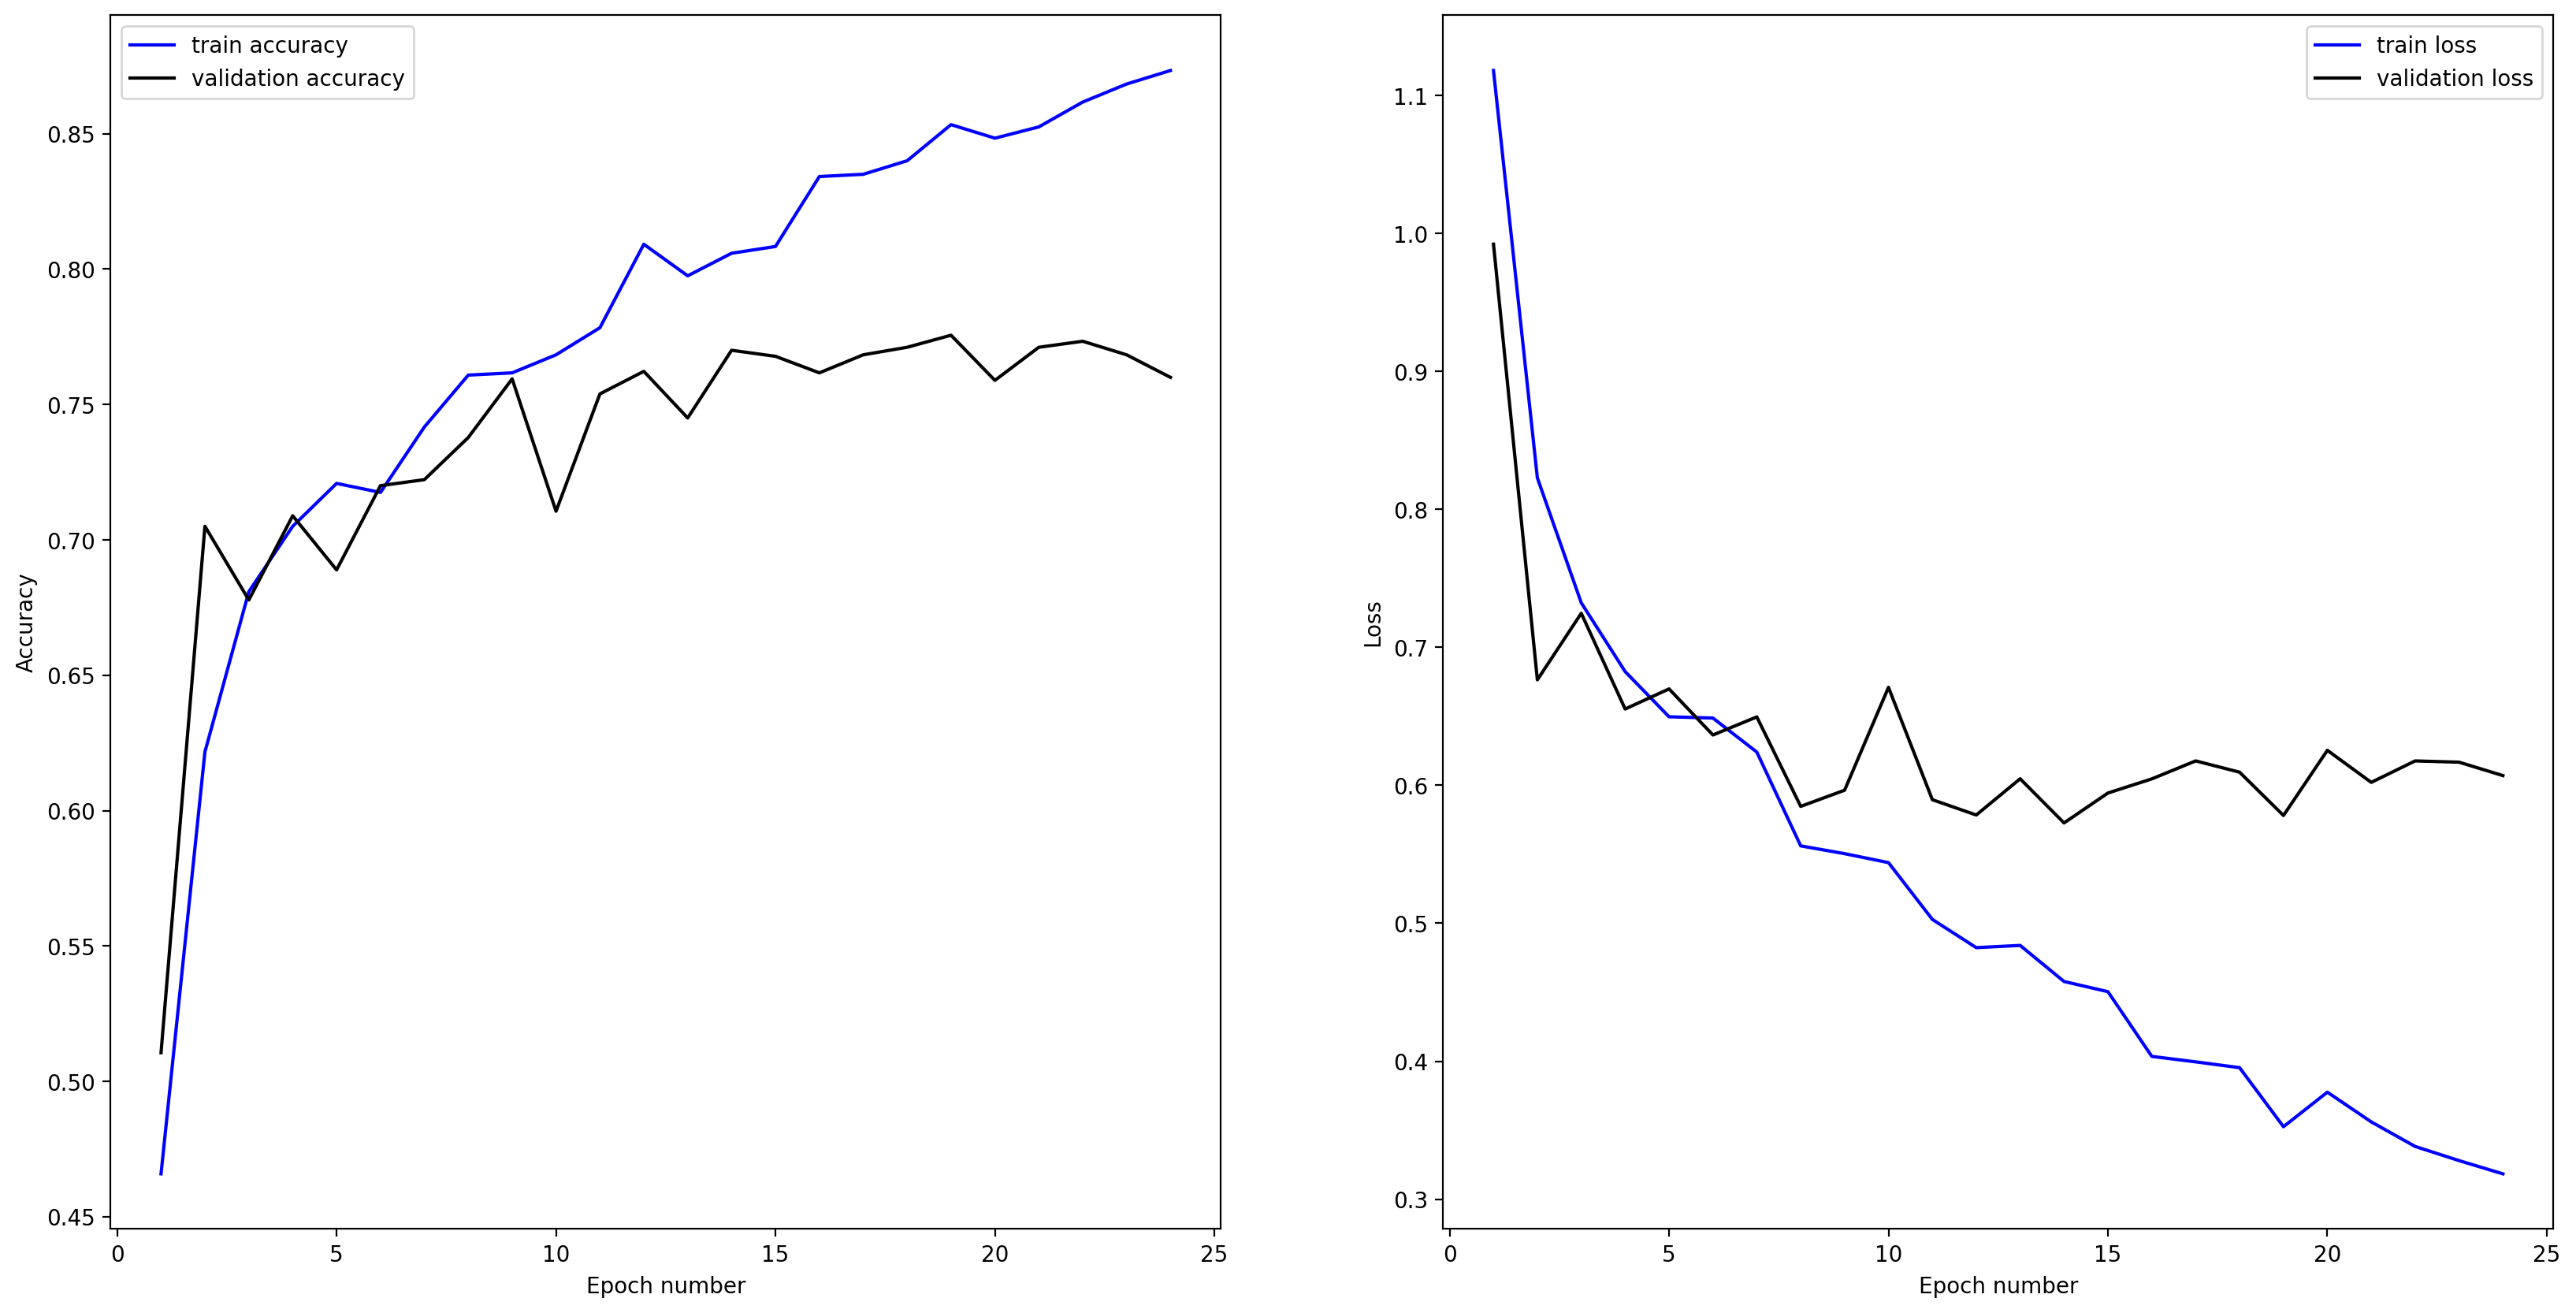 train accuracy
validation accuracy
0.85
0.80
0.75
0.70
0.65
0.60
0.55
0.50
0.45
Accuracy
0 5 10 15 20 25
Epoch number
train loss
validation loss
1.1
1.0
0.9
0.8
0.7
0.6
0.5
0.4
0.3
Loss
0 5 10 15 20 25
Epoch number